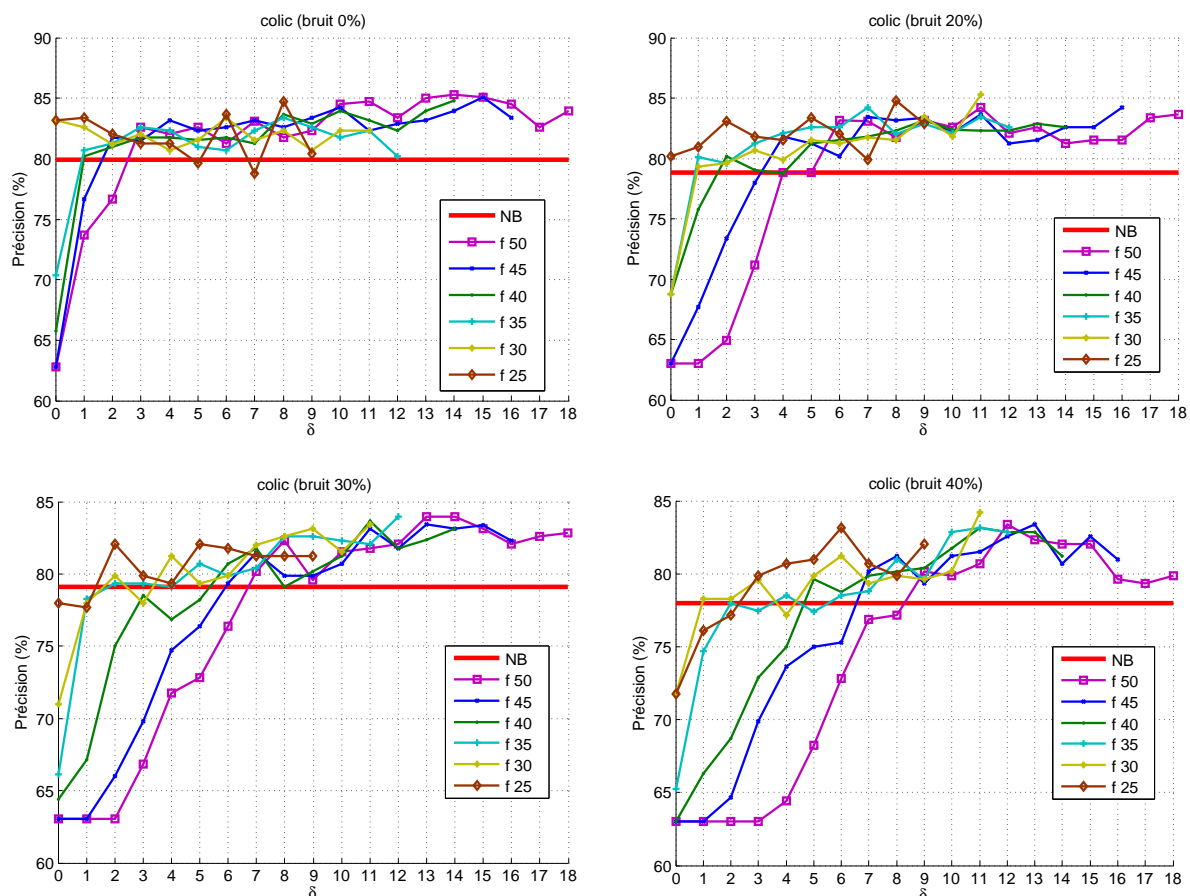 colic (bruit 0%)
90
85
80
75
70
65
60
Précision (%)
0 1 2 3 4 5 6 7 8 9 10 11 12 13 14 15 16 17 18
δ
NB
f 50
f 45
f 40
f 35
f 30
f 25
colic (bruit 20%)
90
85
80
75
70
65
60
Précision (%)
0 1 2 3 4 5 6 7 8 9 10 11 12 13 14 15 16 17 18
δ
NB
f 50
f 45
f 40
f 35
f 30
f 25
colic (bruit 30%)
85
80
75
70
65
60
Précision (%)
0 1 2 3 4 5 6 7 8 9 10 11 12 13 14 15 16 17 18
δ
NB
f 50
f 45
f 40
f 35
f 30
f 25
colic (bruit 40%)
85
80
75
70
65
60
Précision (%)
0 1 2 3 4 5 6 7 8 9 10 11 12 13 14 15 16 17 18
δ
NB
f 50
f 45
f 40
f 35
f 30
f 25